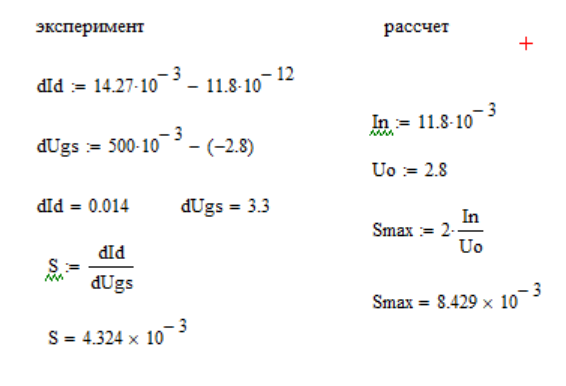 эксперимент
dId := 14.27·10^-3 − 11.8·10^-12
dUgs := 500·10^-3 − (−2.8)
dId = 0.014 dUgs = 3.3
S := dId / dUgs
S = 4.324 × 10^-3
рассчет
In := 11.8·10^-3
Uo := 2.8
Smax := 2· In / Uo
Smax = 8.429 × 10^-3